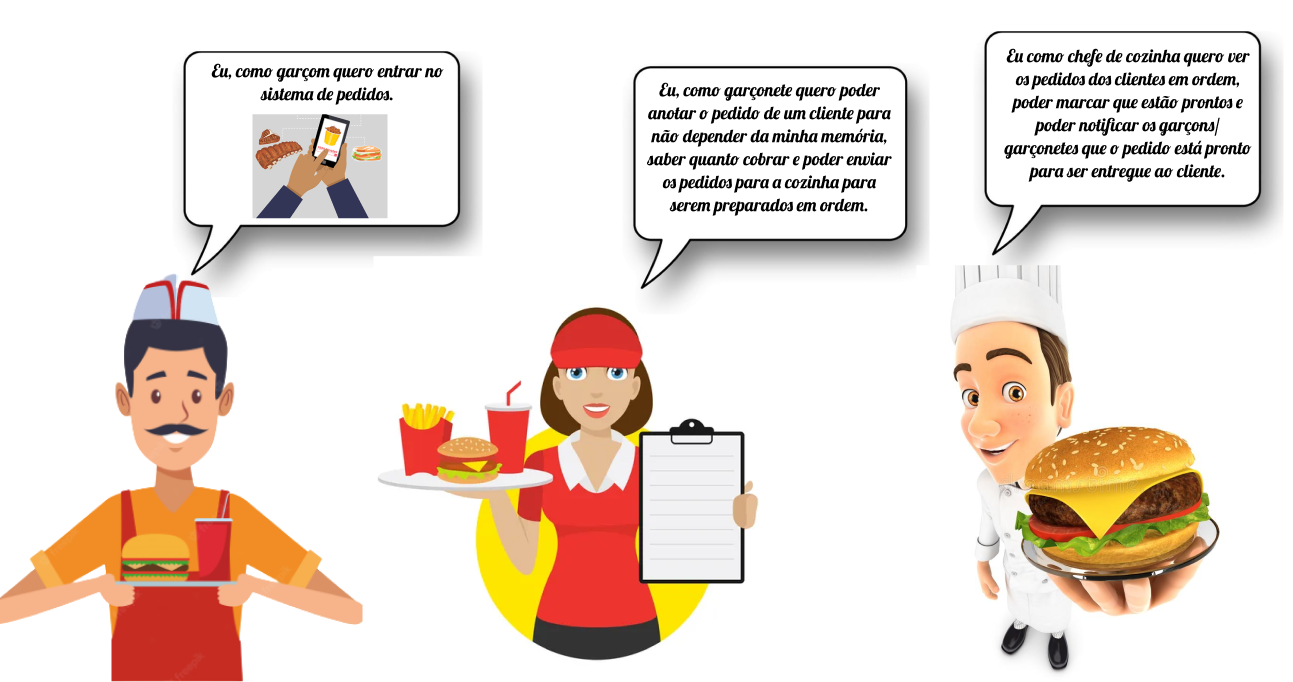 Eu, como garçom quero entrar no
sistema de pedidos.
Eu, como garçonete quero poder
anotar o pedido de um cliente para
não depender da minha memória,
saber quanto cobrar e poder enviar
os pedidos para a cozinha para
serem preparados em ordem.
Eu como chefe de cozinha quero ver
os pedidos dos clientes em ordem,
poder marcar que estão prontos e
poder notificar os garçons/
garçonetes que o pedido está pronto
para ser entregue ao cliente.